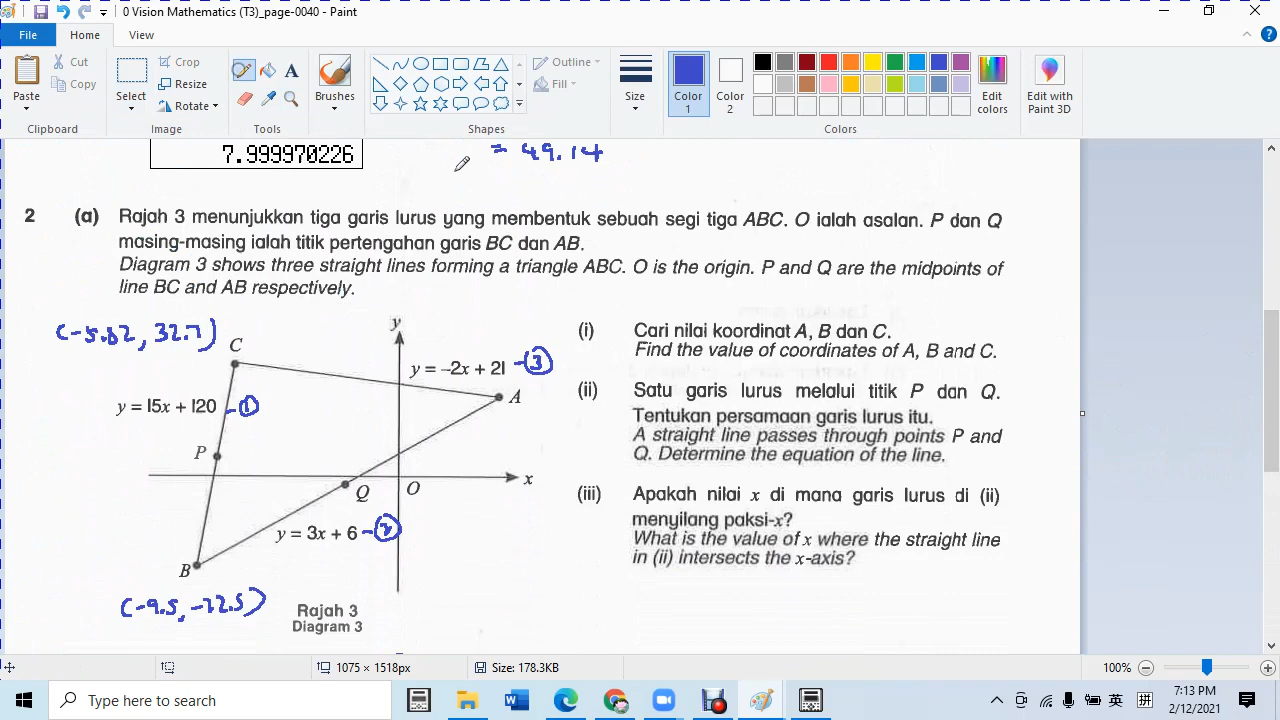 0 Vision Mathematics (T3)_page-0040 - Paint
File Home View
Paste Cut Copy Select Crop Resize Rotate A Brushes Outline Fill Size Color 1 Color 2 Edit colors Edit with Paint 3D
Clipboard Image Tools Shapes Colors
7.999970226
= 49.14
2 (a) Rajah 3 menunjukkan tiga garis lurus yang membentuk sebuah segi tiga ABC. O ialah asalan. P dan Q
masing-masing ialah titik pertengahan garis BC dan AB.
Diagram 3 shows three straight lines forming a triangle ABC. O is the origin. P and Q are the midpoints of
line BC and AB respectively.
(-5.82, 32.7)
C
y
y = -2x + 21 -(3)
A
y = 15x + 120 -(1)
P
x
Q O
y = 3x + 6 -(2)
B
(-9.5, -22.5)
Rajah 3
Diagram 3
(i) Cari nilai koordinat A, B dan C.
Find the value of coordinates of A, B and C.
(ii) Satu garis lurus melalui titik P dan Q.
Tentukan persamaan garis lurus itu.
A straight line passes through points P and
Q. Determine the equation of the line.
(iii) Apakah nilai x di mana garis lurus di (ii)
menyilang paksi-x?
What is the value of x where the straight line
in (ii) intersects the x-axis?
1075 × 1518px Size: 178.3KB 100%
Type here to search
英 拼 7:13 PM
2/12/2021